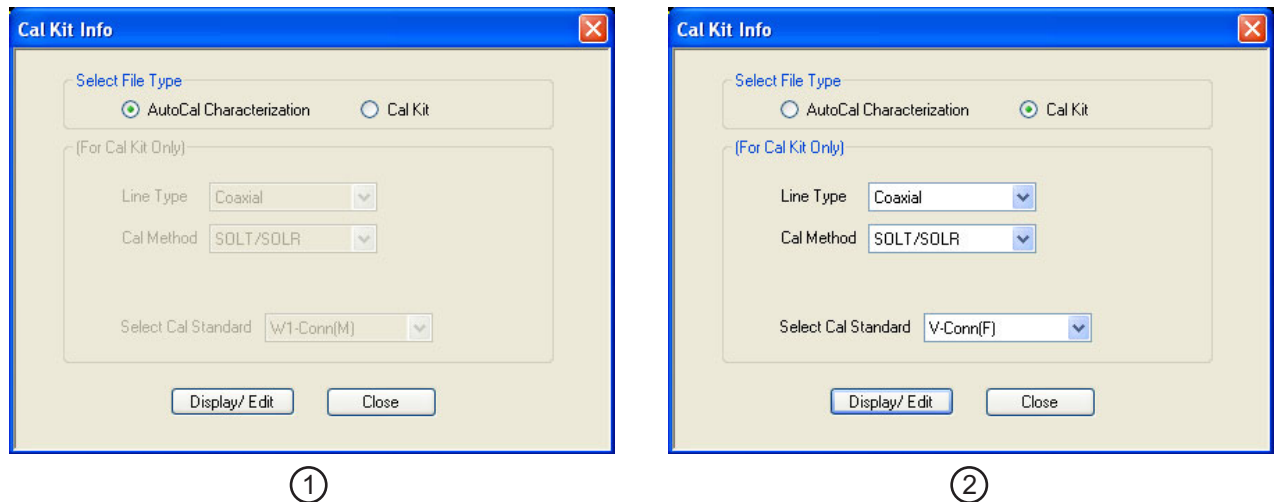 Cal Kit Info
Select File Type
AutoCal Characterization Cal Kit
(For Cal Kit Only)
Line Type Coaxial
Cal Method SOLT/SOLR
Select Cal Standard W1-Conn(M)
Display/ Edit Close
1
Cal Kit Info
Select File Type
AutoCal Characterization Cal Kit
(For Cal Kit Only)
Line Type Coaxial
Cal Method SOLT/SOLR
Select Cal Standard V-Conn(F)
Display/ Edit Close
2